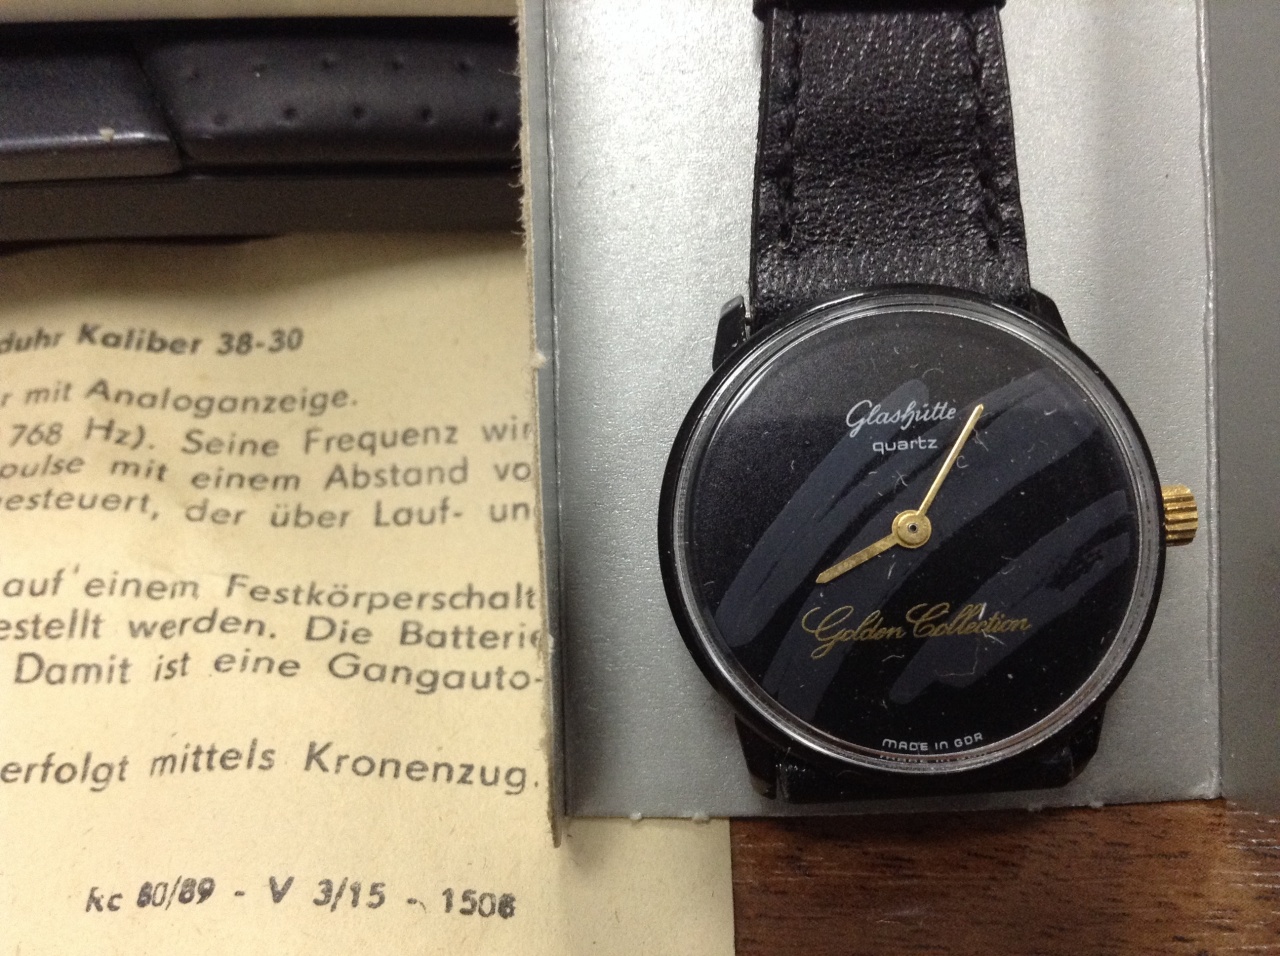 duhr Kaliber 38-30
r mit Analoganzeige.
768 Hz). Seine Frequenz wir
pulse mit einem Abstand vo
gesteuert, der über Lauf- un
auf einem Festkörperschalt
estellt werden. Die Batterie
Damit ist eine Gangauto-
erfolgt mittels Kronenzug.
kc 60/89 - V 3/15 - 1506
Glashütte
quartz
Golden Collection
MADE IN GDR